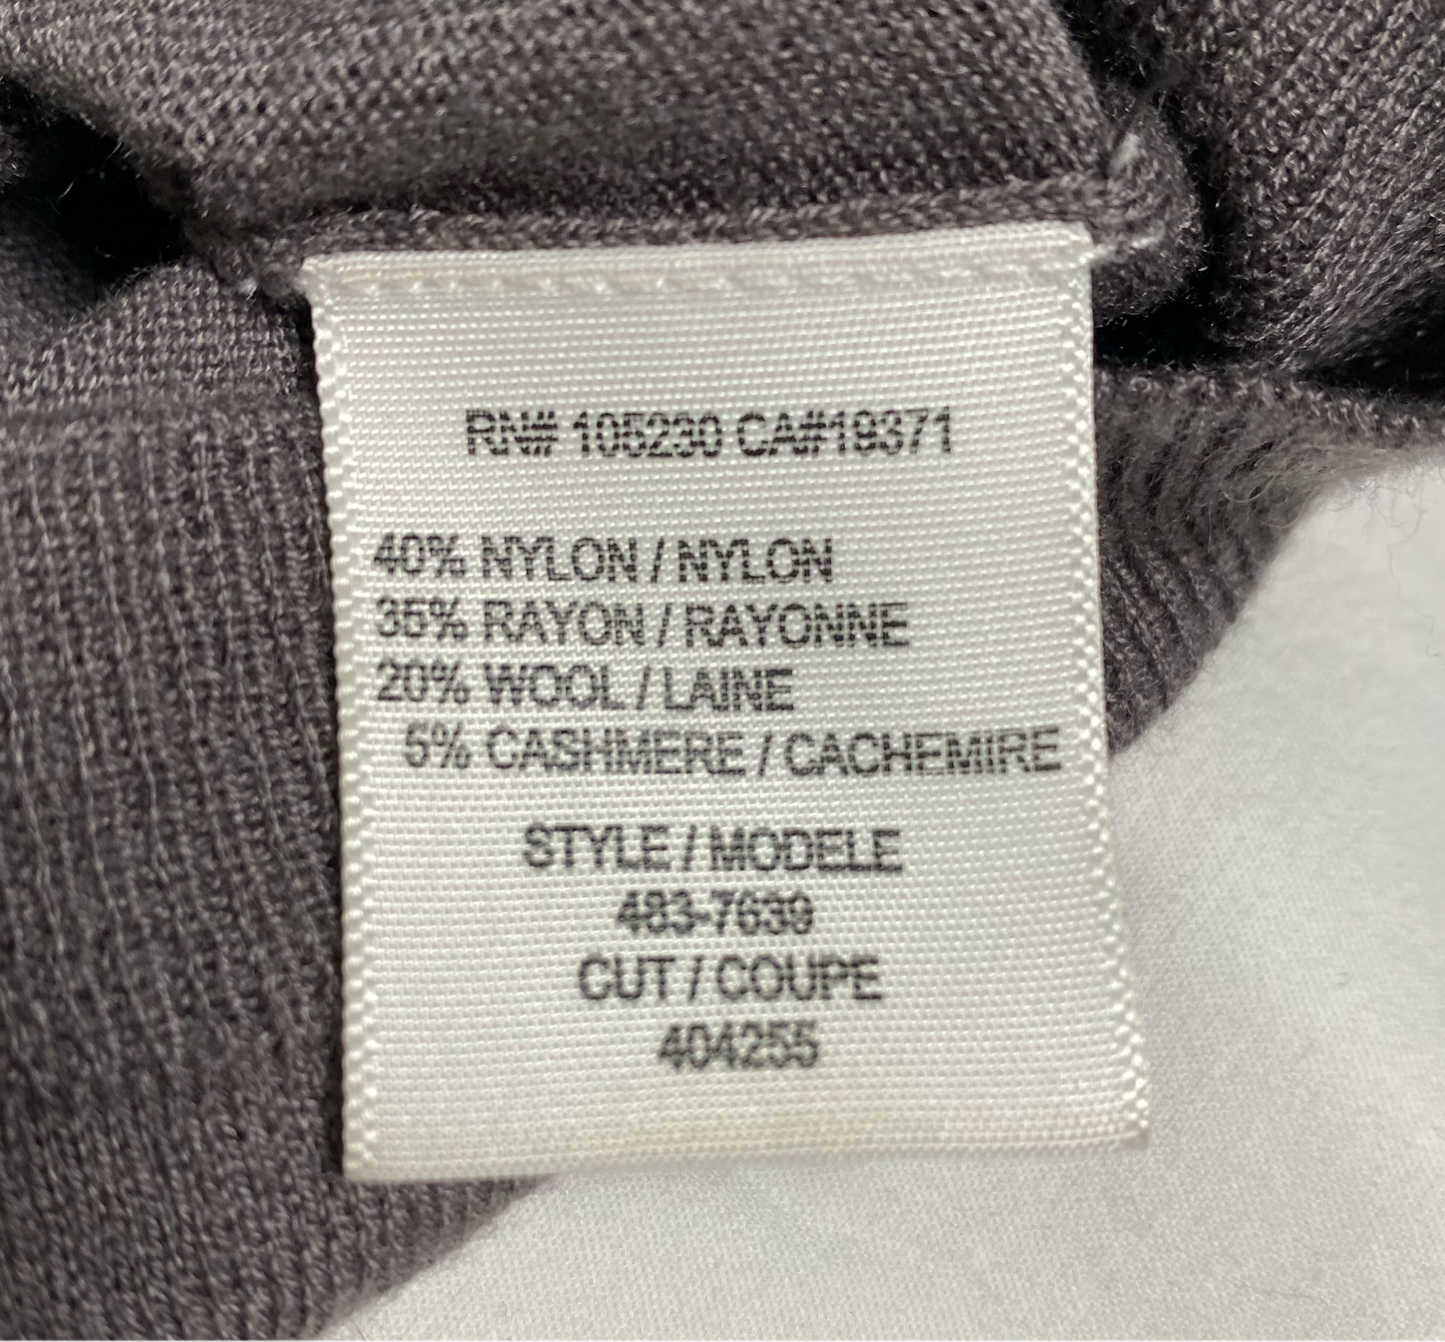 RN# 105230 CA#19371
40% NYLON / NYLON
35% RAYON / RAYONNE
20% WOOL / LAINE
5% CASHMERE / CACHEMIRE
STYLE / MODELE
483-7639
CUT / COUPE
404255